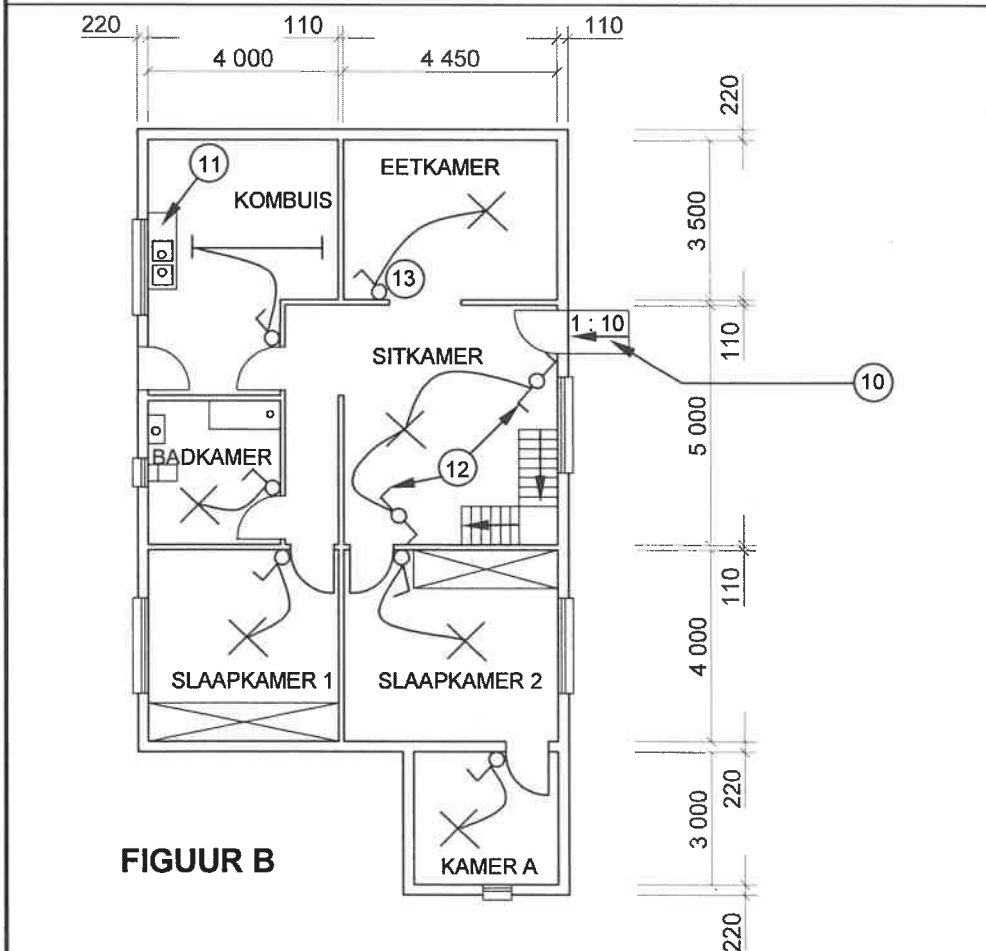 220
110
110
4 000
4 450
220
EETKAMER
11
KOMBUIS
3 500
13
1 : 10
110
SITKAMER
10
5 000
12
BADKAMER
110
4 000
SLAAPKAMER 1
SLAAPKAMER 2
220
3 000
FIGUUR B
KAMER A
220